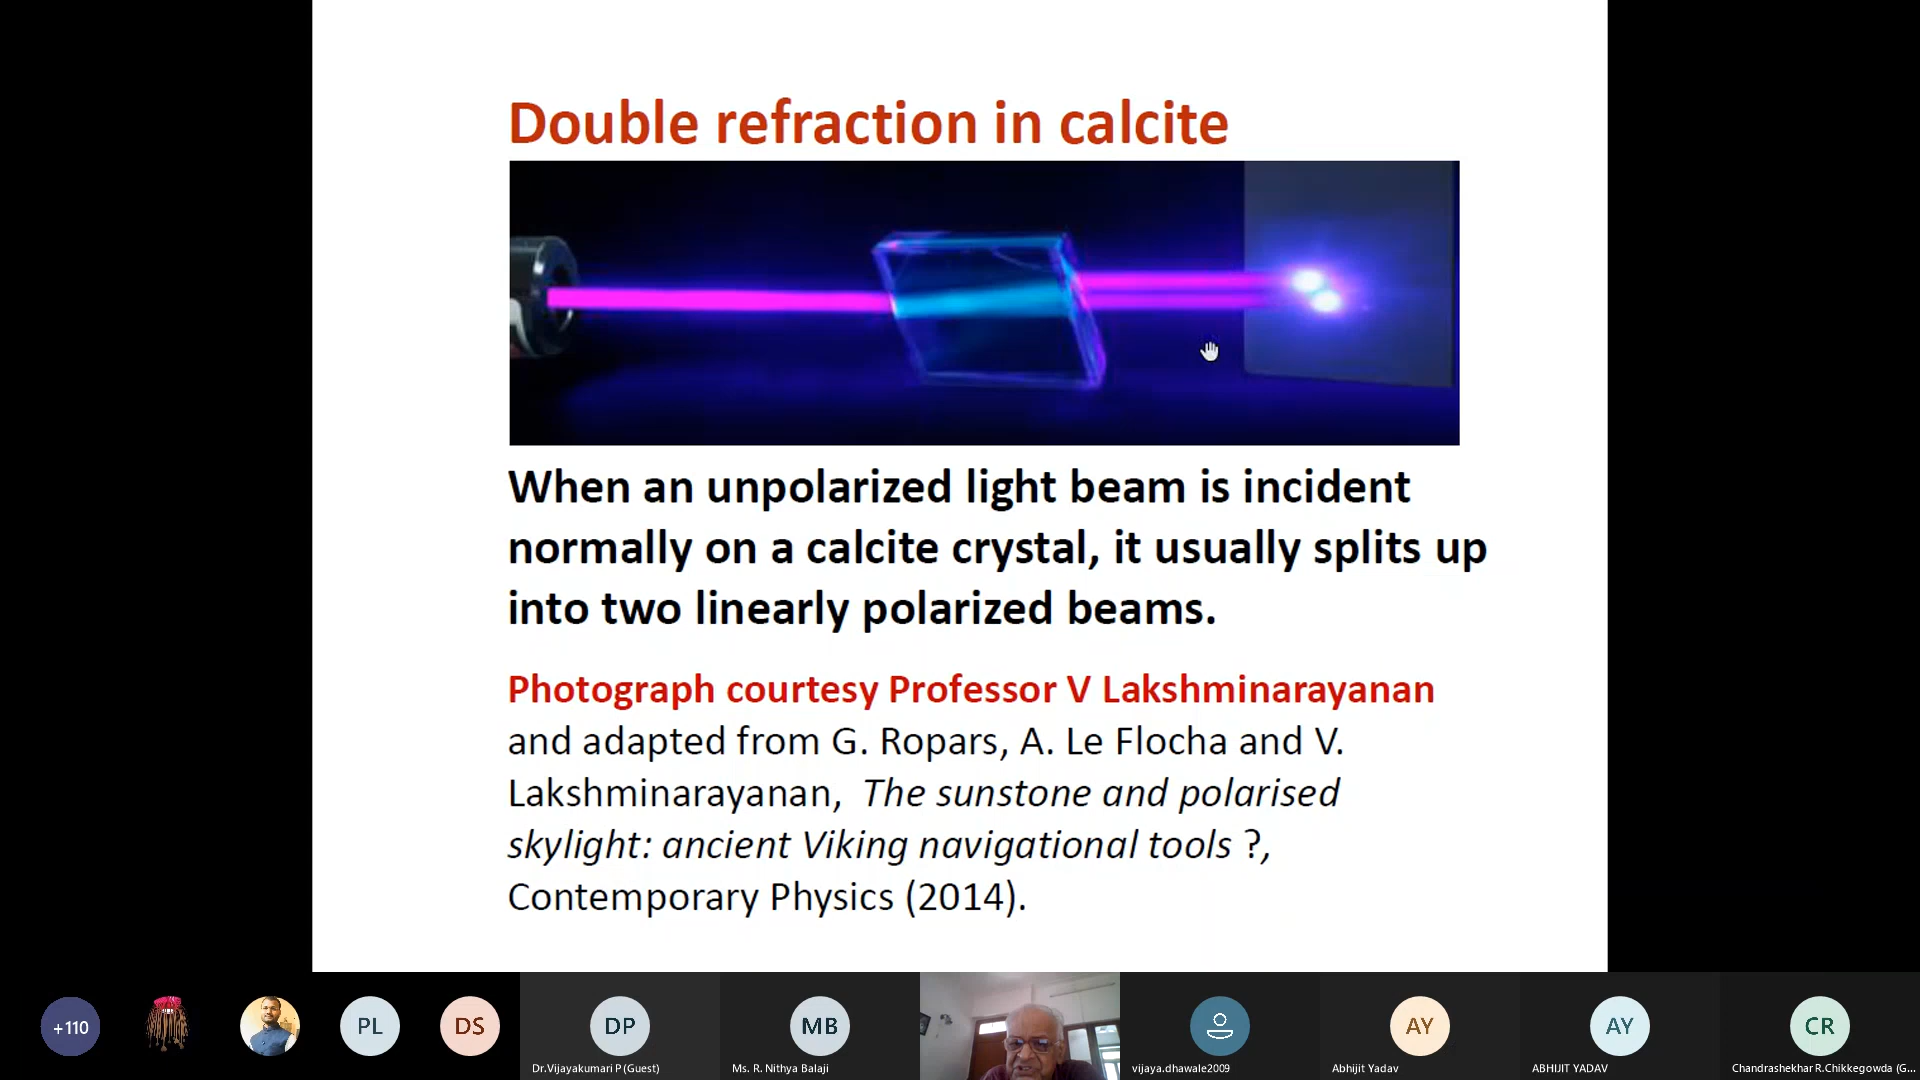 Double refraction in calcite
When an unpolarized light beam is incident
normally on a calcite crystal, it usually splits up
into two linearly polarized beams.
Photograph courtesy Professor V Lakshminarayanan
and adapted from G. Ropars, A. Le Flocha and V.
Lakshminarayanan, The sunstone and polarised
skylight: ancient Viking navigational tools ?,
Contemporary Physics (2014).
+110
PL
DS
DP
MB
AY
AY
CR
Dr.Vijayakumari P (Guest)
Ms. R. Nithya Balaji
vijaya.dhawale2009
Abhijit Yadav
ABHIJIT YADAV
Chandrashekhar R.Chikkegowda (G...